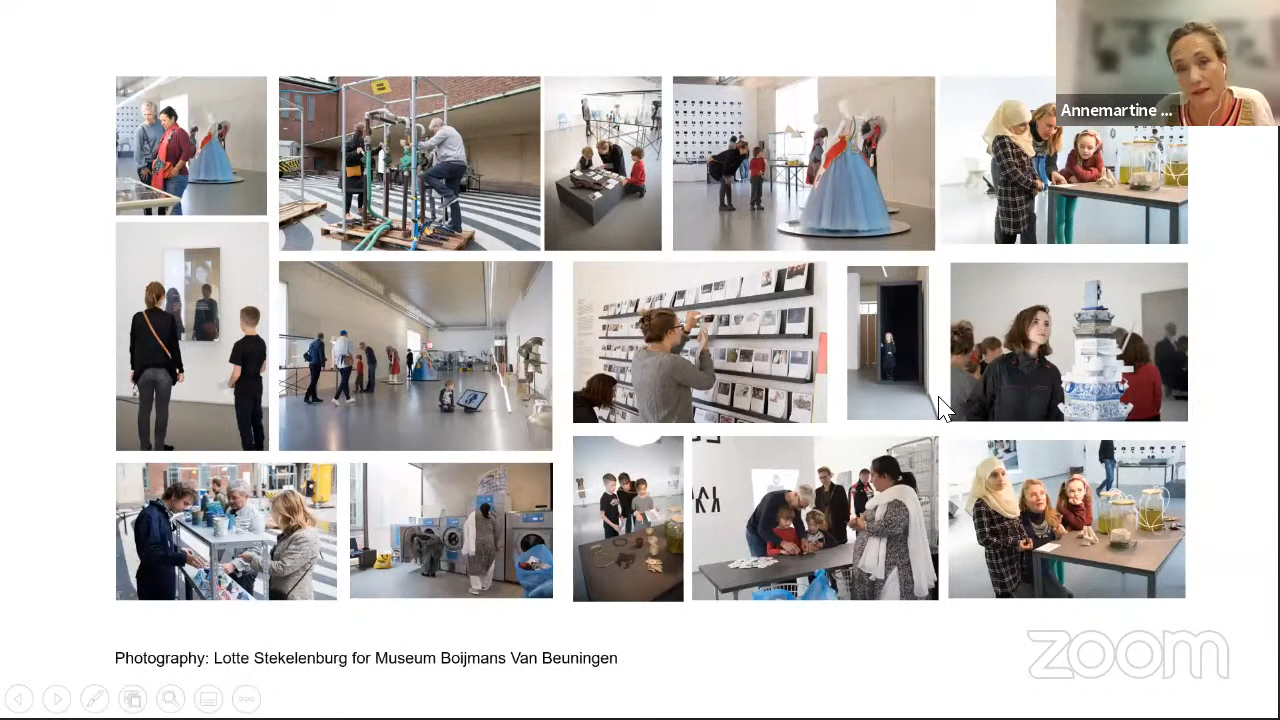 Annemartine ...
Photography: Lotte Stekelenburg for Museum Boijmans Van Beuningen
zoom